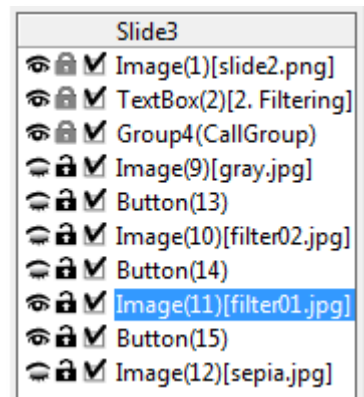 Slide3
Image(1)[slide2.png]
TextBox(2)[2. Filtering]
Group4(CallGroup)
Image(9)[gray.jpg]
Button(13)
Image(10)[filter02.jpg]
Button(14)
Image(11)[filter01.jpg]
Button(15)
Image(12)[sepia.jpg]